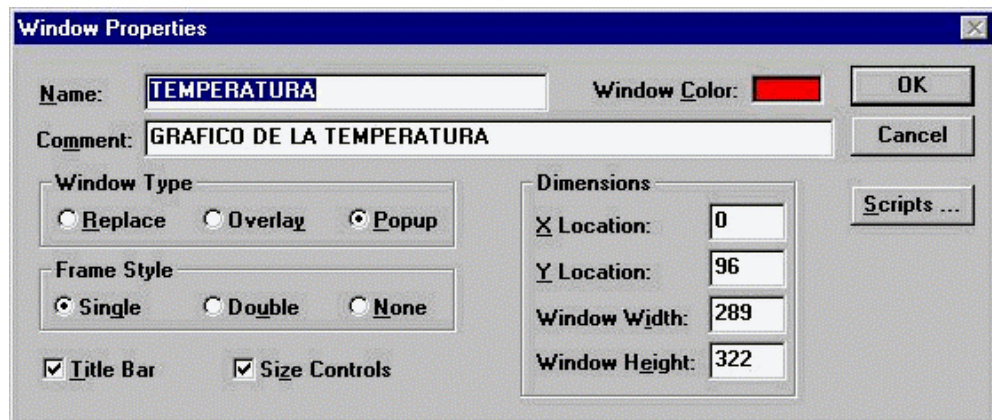 Window Properties
Name: TEMPERATURA
Window Color:
OK
Comment: GRAFICO DE LA TEMPERATURA
Cancel
Window Type
Replace Overlay Popup
Frame Style
Single Double None
Title Bar Size Controls
Dimensions
X Location: 0
Y Location: 96
Window Width: 289
Window Height: 322
Scripts ...